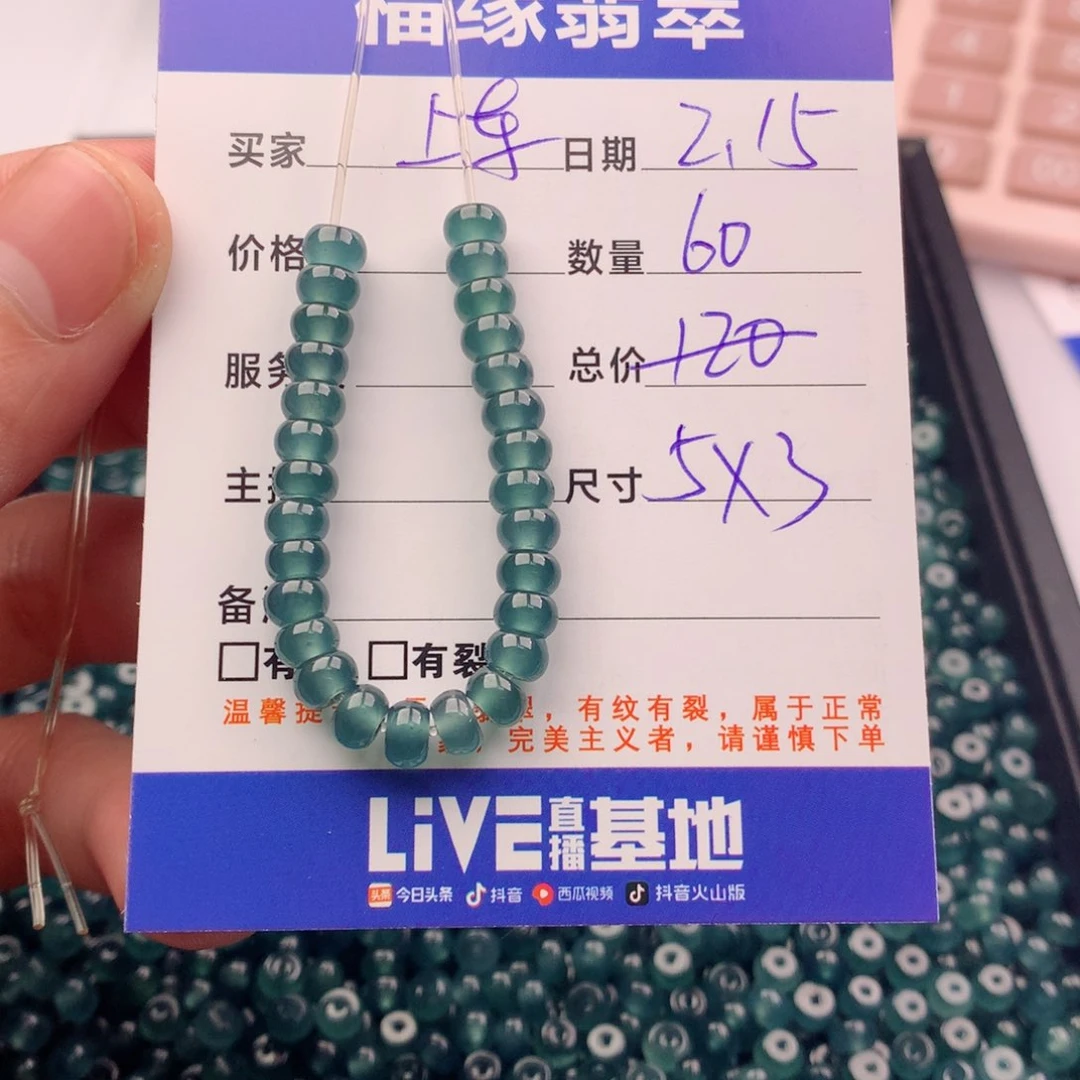 福缘翡翠
买家 日期 2.15
价格 数量 60
服务 总价 120
主播 尺寸 5X3
备注
□有 □有裂
温馨提 ，有纹有裂，属于正常
完美主义者，请谨慎下单
LiVE直播基地
头条 今日头条 抖音 西瓜视频 抖音火山版